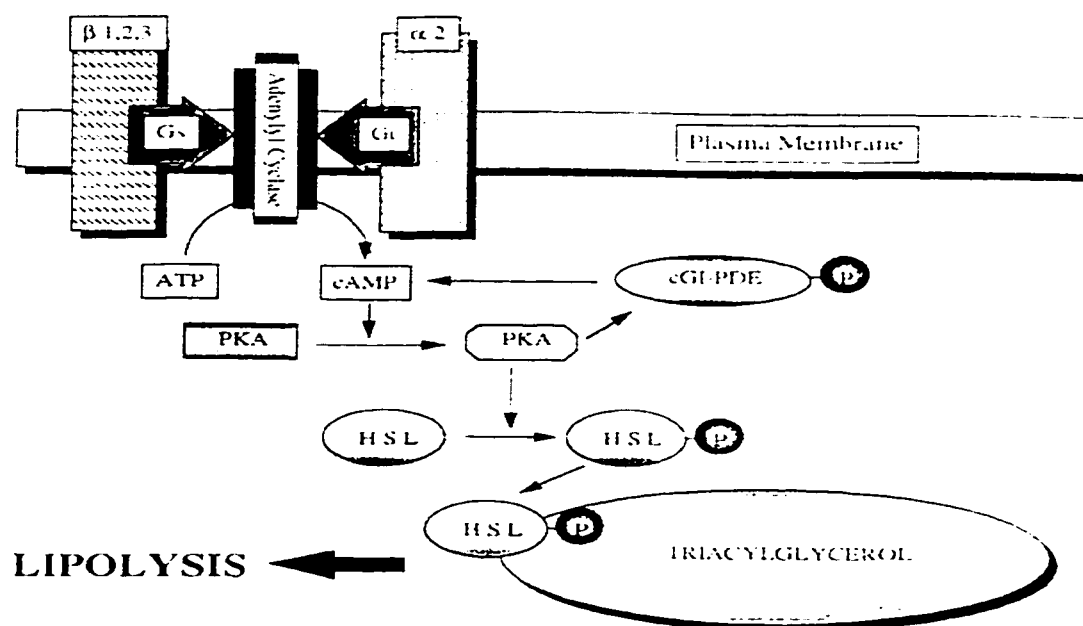 β 1,2,3
α 2
Adenylyl Cyclase
Gs
Gi
Plasma Membrane
ATP
cAMP
cGI-PDE
P
PKA
PKA
HSL
HSL
P
HSL
P
TRIACYLGLYCEROL
LIPOLYSIS